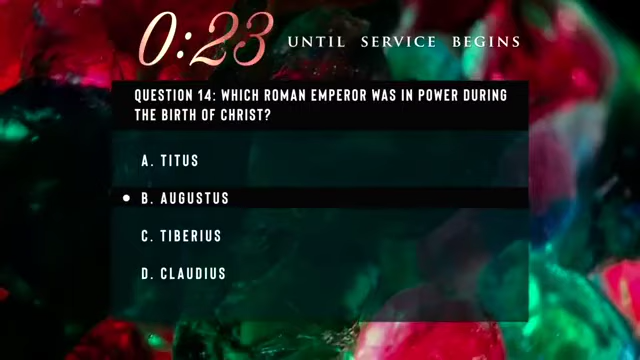 0:23 UNTIL SERVICE BEGINS
QUESTION 14: WHICH ROMAN EMPEROR WAS IN POWER DURING
THE BIRTH OF CHRIST?
A. TITUS
B. AUGUSTUS
C. TIBERIUS
D. CLAUDIUS